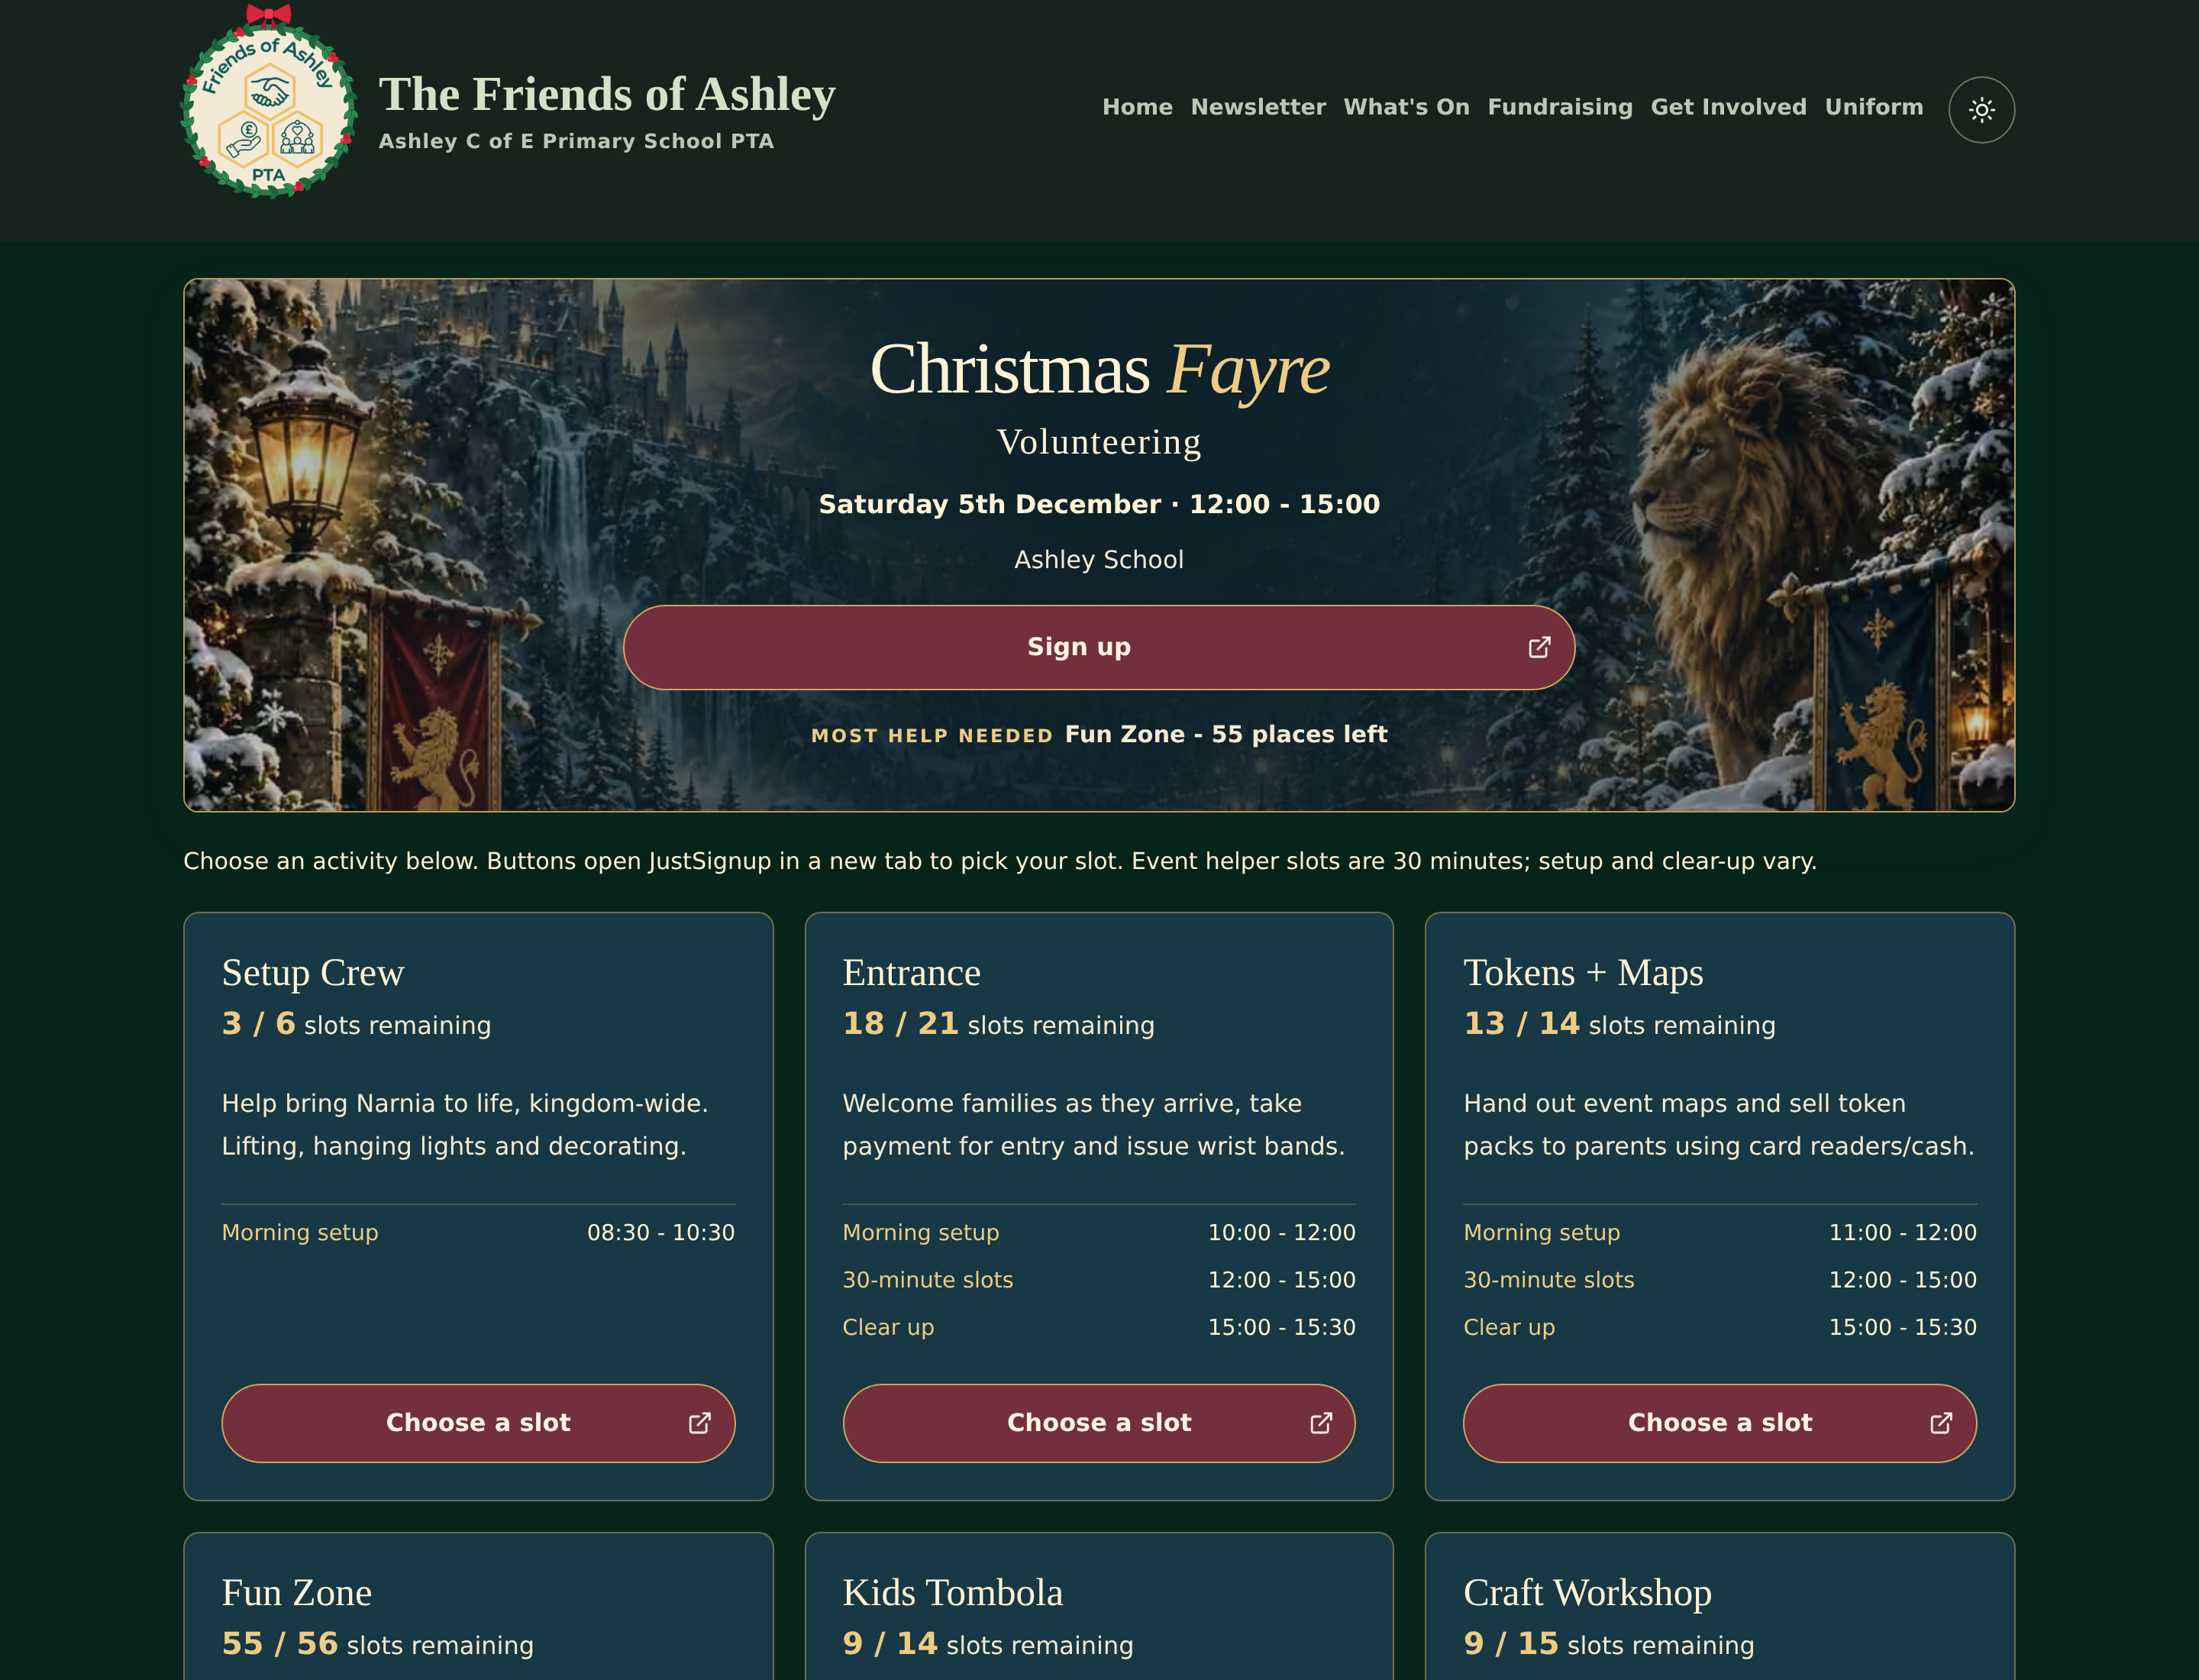 Friends of Ashley
£
PTA
The Friends of Ashley
Ashley C of E Primary School PTA
Home Newsletter What's On Fundraising Get Involved Uniform
Christmas Fayre
Volunteering
Saturday 5th December · 12:00 - 15:00
Ashley School
Sign up
MOST HELP NEEDED Fun Zone - 55 places left
Choose an activity below. Buttons open JustSignup in a new tab to pick your slot. Event helper slots are 30 minutes; setup and clear-up vary.
Setup Crew
3 / 6 slots remaining
Help bring Narnia to life, kingdom-wide.
Lifting, hanging lights and decorating.
Morning setup 08:30 - 10:30
Choose a slot
Entrance
18 / 21 slots remaining
Welcome families as they arrive, take
payment for entry and issue wrist bands.
Morning setup 10:00 - 12:00
30-minute slots 12:00 - 15:00
Clear up 15:00 - 15:30
Choose a slot
Tokens + Maps
13 / 14 slots remaining
Hand out event maps and sell token
packs to parents using card readers/cash.
Morning setup 11:00 - 12:00
30-minute slots 12:00 - 15:00
Clear up 15:00 - 15:30
Choose a slot
Fun Zone
55 / 56 slots remaining
Kids Tombola
9 / 14 slots remaining
Craft Workshop
9 / 15 slots remaining